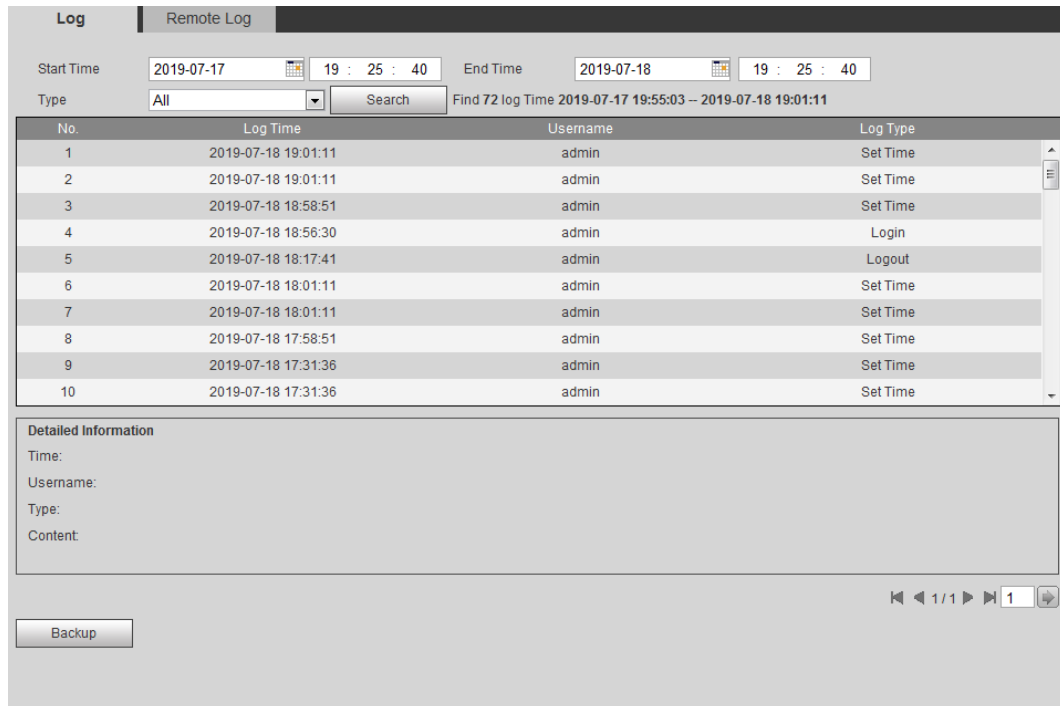 Log Remote Log
Start Time 2019-07-17 19 : 25 : 40 End Time 2019-07-18 19 : 25 : 40
Type All Search Find 72 log Time 2019-07-17 19:55:03 -- 2019-07-18 19:01:11
No. Log Time Username Log Type
1 2019-07-18 19:01:11 admin Set Time
2 2019-07-18 19:01:11 admin Set Time
3 2019-07-18 18:58:51 admin Set Time
4 2019-07-18 18:56:30 admin Login
5 2019-07-18 18:17:41 admin Logout
6 2019-07-18 18:01:11 admin Set Time
7 2019-07-18 18:01:11 admin Set Time
8 2019-07-18 17:58:51 admin Set Time
9 2019-07-18 17:31:36 admin Set Time
10 2019-07-18 17:31:36 admin Set Time
Detailed Information
Time:
Username:
Type:
Content:
1 / 1 1
Backup